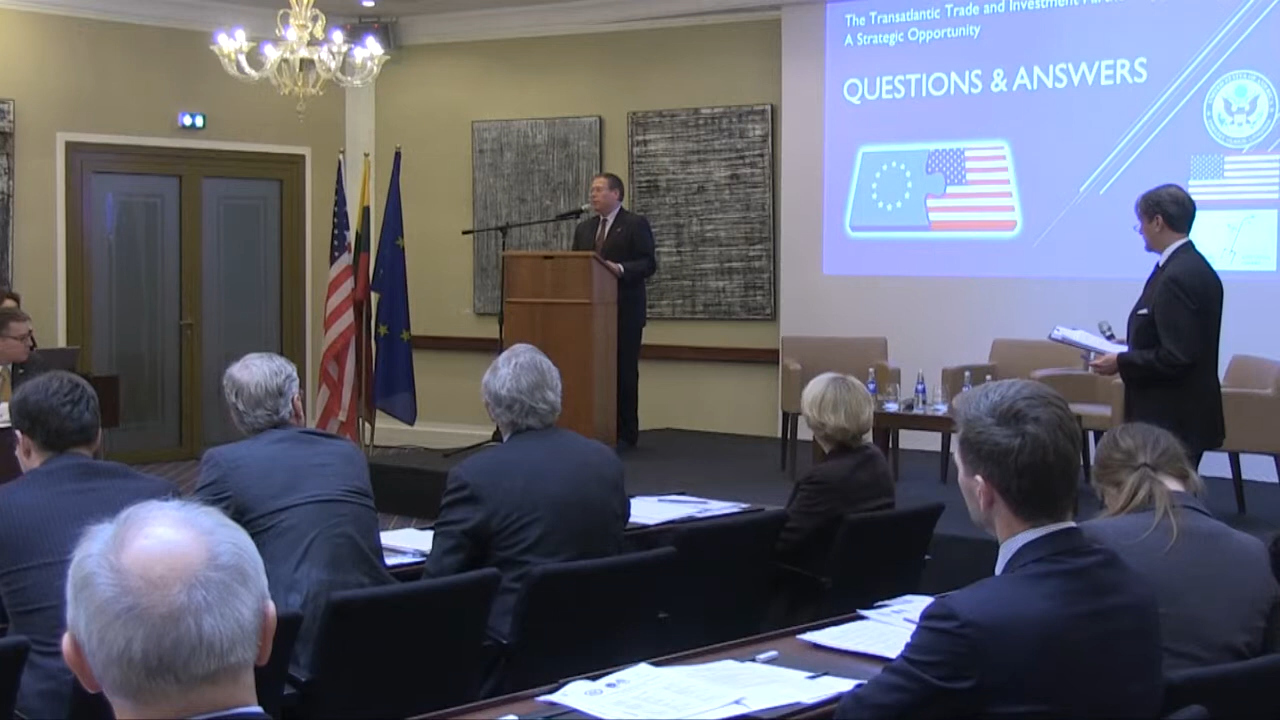 The Transatlantic Trade and Investment
A Strategic Opportunity
QUESTIONS & ANSWERS